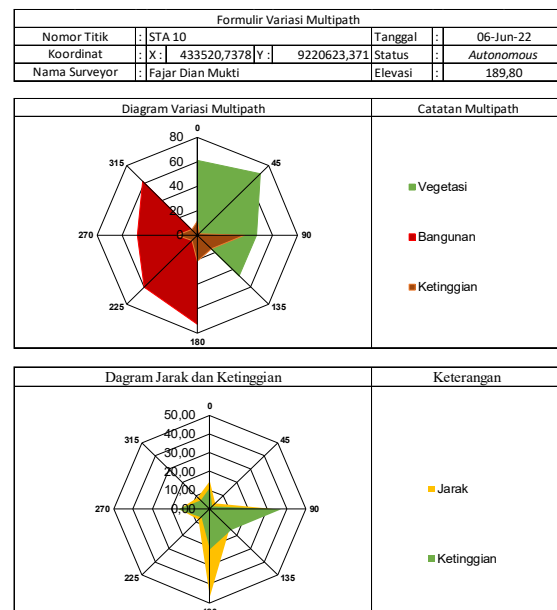 Formulir Variasi Multipath
Nomor Titik : STA 10 Tanggal : 06-Jun-22
Koordinat : X : 433520,7378 Y : 9220623,371 Status : Autonomous
Nama Surveyor : Fajar Dian Mukti Elevasi : 189,80
Diagram Variasi Multipath Catatan Multipath
80
60
40
20
0
0
45
90
135
180
225
270
315
Vegetasi
Bangunan
Ketinggian
Dagram Jarak dan Ketinggian Keterangan
50,00
40,00
30,00
20,00
10,00
0,00
0
45
90
135
225
270
315
Jarak
Ketinggian